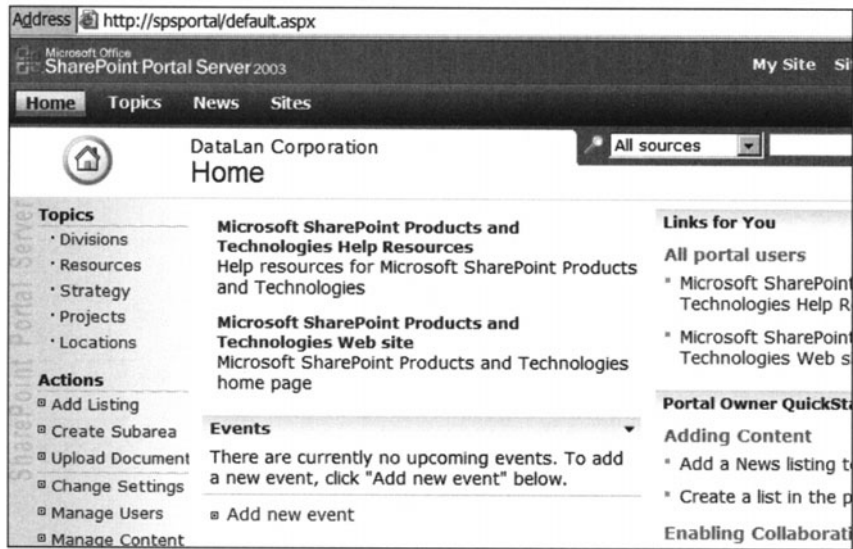 Address http://spsportal/default.aspx
Microsoft Office
SharePoint Portal Server 2003
My Site
Home Topics News Sites
DataLan Corporation
Home
All sources
SharePoint Portal Server
Topics
Divisions
Resources
Strategy
Projects
Locations
Actions
Add Listing
Create Subarea
Upload Document
Change Settings
Manage Users
Manage Content
Microsoft SharePoint Products and
Technologies Help Resources
Help resources for Microsoft SharePoint Products
and Technologies
Microsoft SharePoint Products and
Technologies Web site
Microsoft SharePoint Products and Technologies
home page
Events
There are currently no upcoming events. To add
a new event, click "Add new event" below.
Add new event
Links for You
All portal users
Microsoft SharePoint
Technologies Help
Microsoft SharePoint
Technologies Web
Portal Owner
Adding Content
Add a News listing
Create a list in the
Enabling